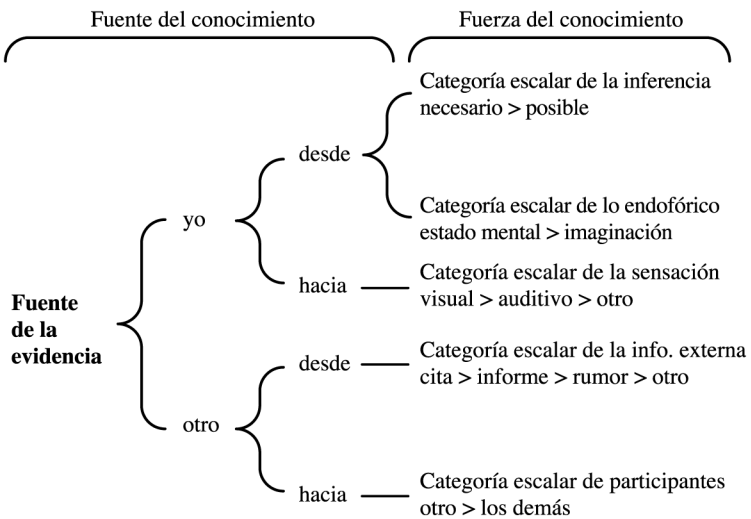 Fuente del conocimiento
Fuerza del conocimiento
Categoría escalar de la inferencia
necesario > posible
desde
Categoría escalar de lo endofórico
estado mental > imaginación
yo
hacia
Categoría escalar de la sensación
visual > auditivo > otro
Fuente
de la
evidencia
desde
Categoría escalar de la info. externa
cita > informe > rumor > otro
otro
hacia
Categoría escalar de participantes
otro > los demás